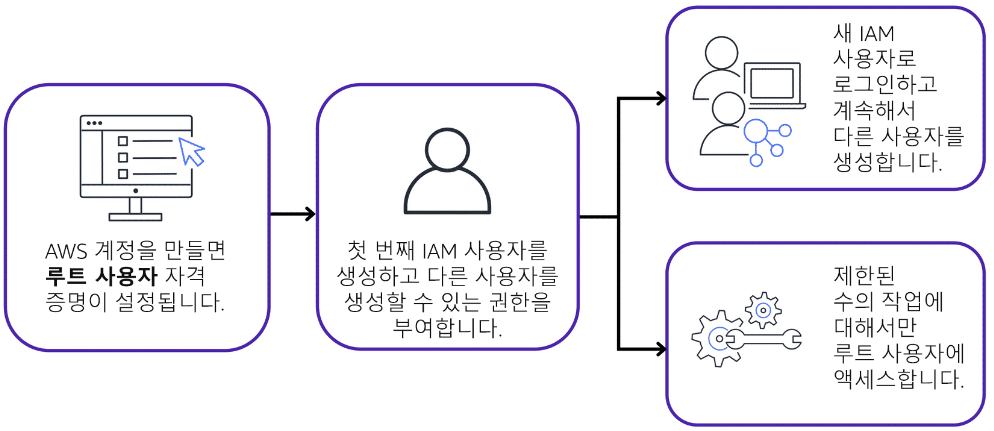 AWS 계정을 만들면
루트 사용자 자격
증명이 설정됩니다.
첫 번째 IAM 사용자를
생성하고 다른 사용자를
생성할 수 있는 권한을
부여합니다.
새 IAM
사용자로
로그인하고
계속해서
다른 사용자를
생성합니다.
제한된
수의 작업에
대해서만
루트 사용자에
액세스합니다.